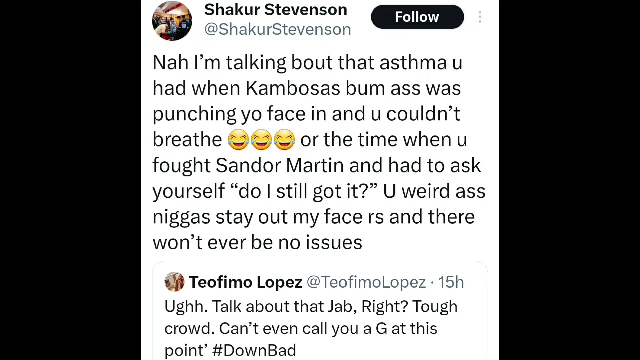 Shakur Stevenson
Follow
@ShakurStevenson
Nah I’m talking bout that asthma u
had when Kambosas bum ass was
punching yo face in and u couldn’t
breathe 😂😂😂 or the time when u
fought Sandor Martin and had to ask
yourself “do I still got it?” U weird ass
niggas stay out my face rs and there
won’t ever be no issues
Teofimo Lopez @TeofimoLopez · 15h
Ughh. Talk about that Jab, Right? Tough
crowd. Can’t even call you a G at this
point’ #DownBad